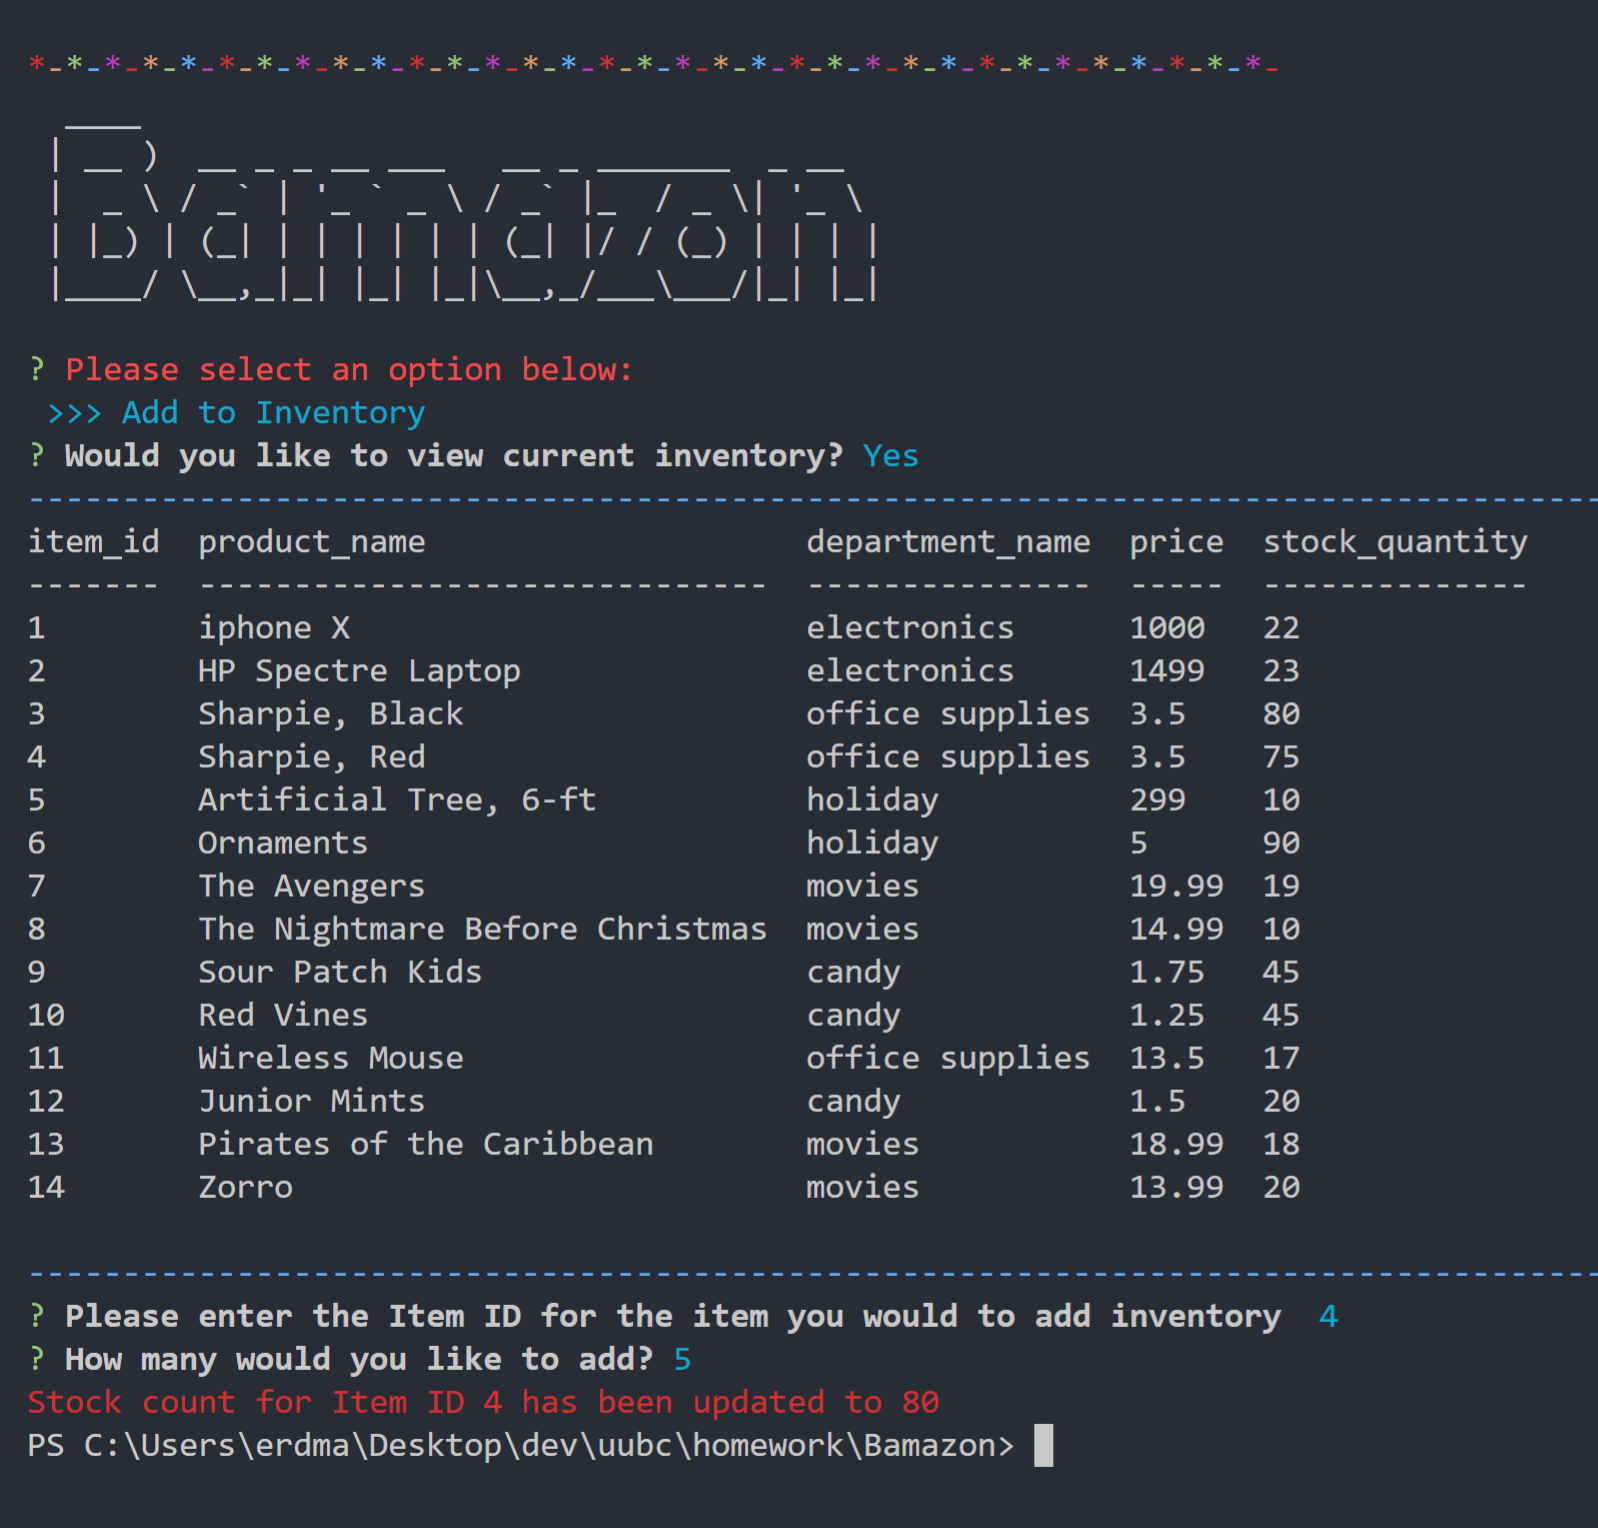 *-*-*-*-*-*-*-*-*-*-*-*-*-*-*-*-*-*-*-*-*-*-*-*-*-*-*-*-*-*-*-*-*-
Bamazon
? Please select an option below:
>>> Add to Inventory
? Would you like to view current inventory? Yes
-----------------------------------------------------------------------------------
item_id  product_name                    department_name  price  stock_quantity
-------  ------------------------------  ---------------  -----  --------------
1        iphone X                        electronics      1000   22
2        HP Spectre Laptop               electronics      1499   23
3        Sharpie, Black                  office supplies  3.5    80
4        Sharpie, Red                    office supplies  3.5    75
5        Artificial Tree, 6-ft           holiday          299    10
6        Ornaments                       holiday          5      90
7        The Avengers                    movies           19.99  19
8        The Nightmare Before Christmas  movies           14.99  10
9        Sour Patch Kids                 candy            1.75   45
10       Red Vines                       candy            1.25   45
11       Wireless Mouse                  office supplies  13.5   17
12       Junior Mints                    candy            1.5    20
13       Pirates of the Caribbean        movies           18.99  18
14       Zorro                           movies           13.99  20
-----------------------------------------------------------------------------------
? Please enter the Item ID for the item you would to add inventory  4
? How many would you like to add? 5
Stock count for Item ID 4 has been updated to 80
PS C:\Users\erdma\Desktop\dev\uubc\homework\Bamazon>